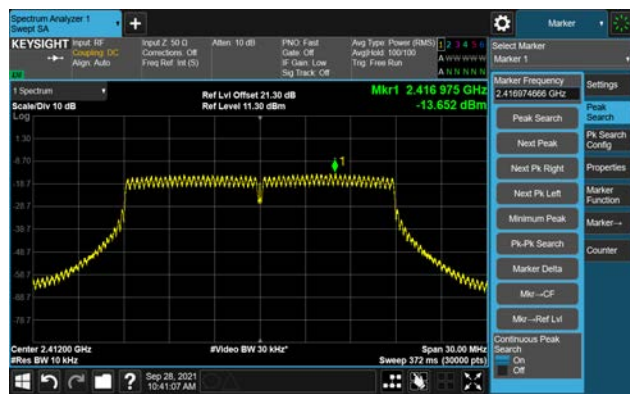 Spectrum Analyzer 1
Swept SA
+
Marker
KEYSIGHT
Input: RF
Coupling: DC
Align: Auto
Input Z: 50 Ω
Corrections: Off
Freq Ref: Int (S)
Atten: 10 dB
PNO: Fast
Gate: Off
IF Gain: Low
Sig Track: Off
Avg Type: Power (RMS)
Avg|Hold: 100/100
Trig: Free Run
1 2 3 4 5 6
A W W W W W
A N N N N N
Select Marker
Marker 1
1 Spectrum
Scale/Div 10 dB
Log
Ref Lvl Offset 21.30 dB
Ref Level 11.30 dBm
Mkr1 2.416 975 GHz
-13.652 dBm
1.30
-8.70
-18.7
-28.7
-38.7
-48.7
-58.7
-68.7
-78.7
1
Center 2.41200 GHz
#Res BW 10 kHz
#Video BW 30 kHz*
Span 30.00 MHz
Sweep 372 ms (30000 pts)
Marker Frequency
2.416974666 GHz
Peak Search
Next Peak
Next Pk Right
Next Pk Left
Minimum Peak
Pk-Pk Search
Marker Delta
Mkr→CF
Mkr→Ref Lvl
Continuous Peak
Search
On
Off
Settings
Peak
Search
Pk Search
Config
Properties
Marker
Function
Marker→
Counter
?
Sep 28, 2021
10:41:07 AM